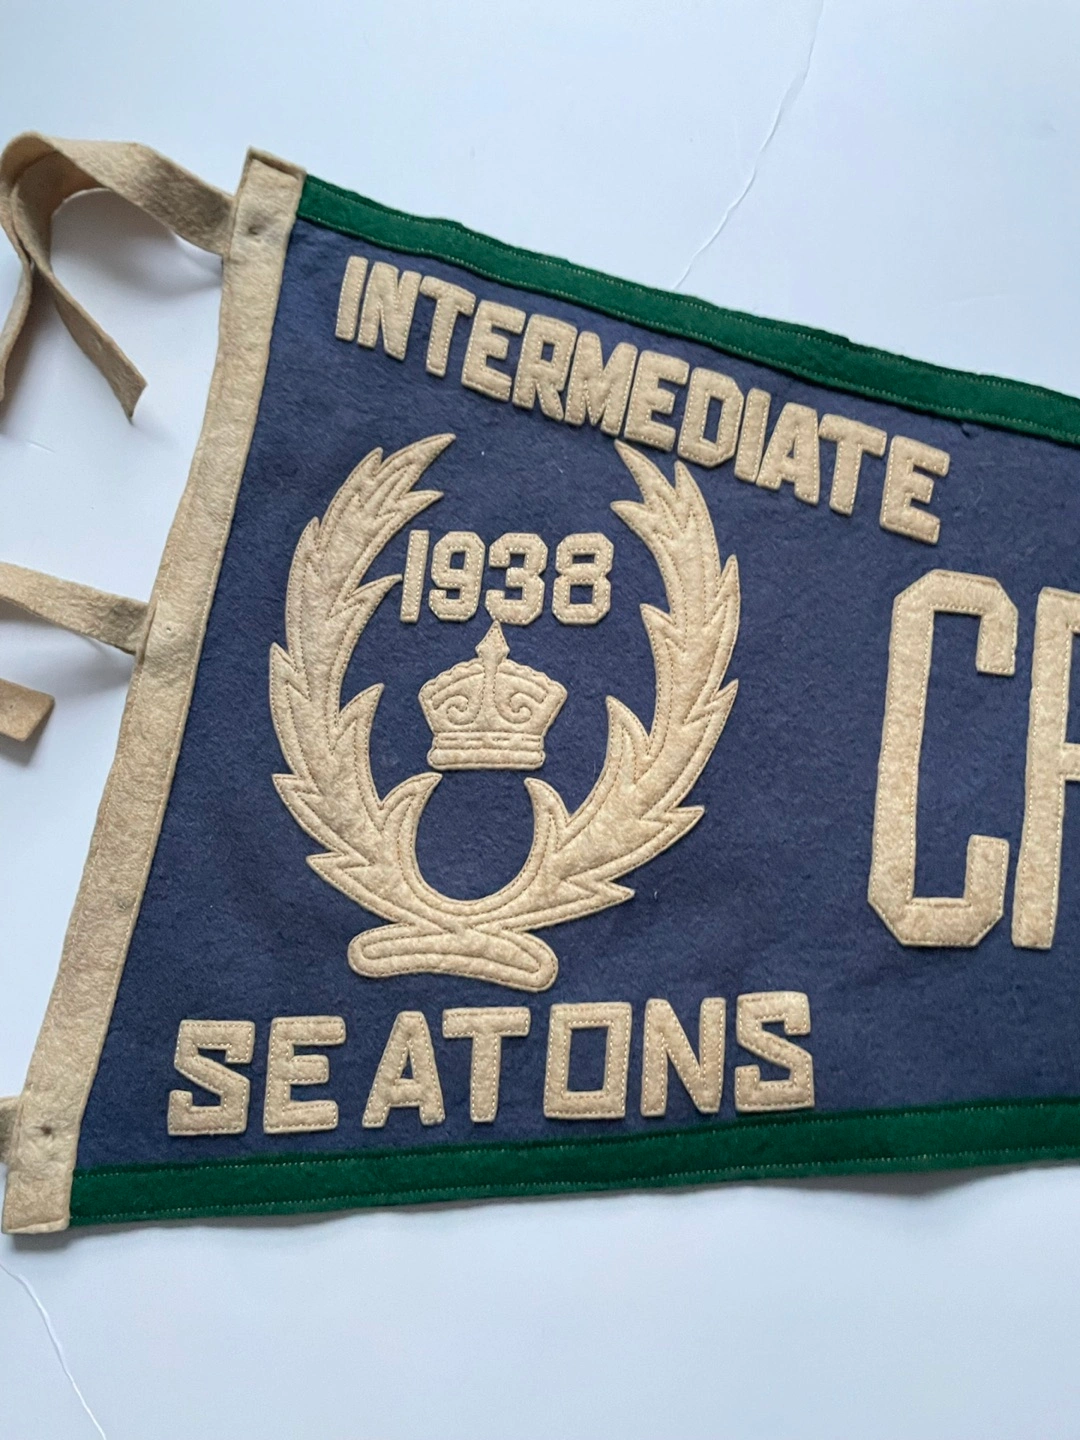 INTERMEDIATE
1938
C
SEATONS